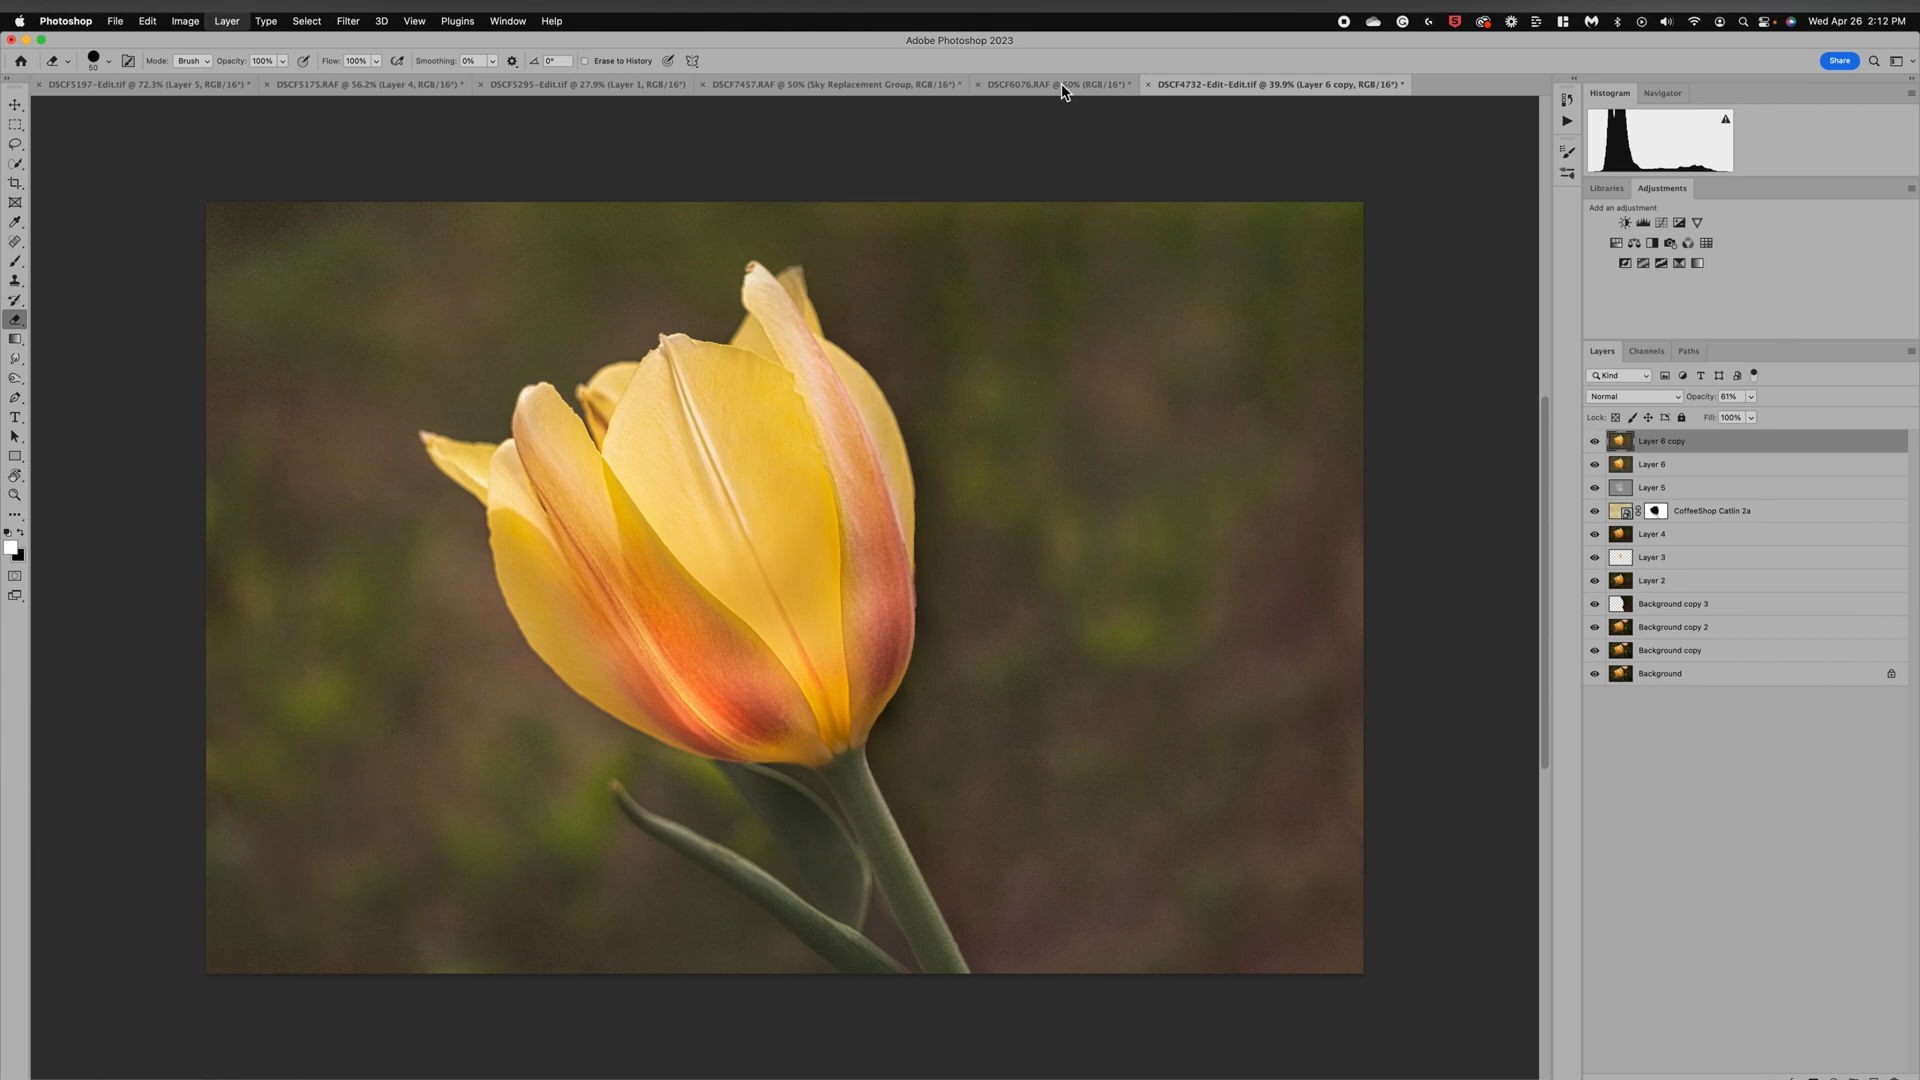 Photoshop File Edit Image Layer Type Select Filter 3D View Plugins Window Help Wed Apr 26 2:12 PM
Adobe Photoshop 2023
50 Mode: Brush Opacity: 100% Flow: 100% Smoothing: 0% 0° Erase to History Share
DSCF5197-Edit.tif @ 72.3% (Layer 5, RGB/16*) * DSCF5175.RAF @ 56.2% (Layer 4, RGB/16*) * DSCF5295-Edit.tif @ 27.9% (Layer 1, RGB/16*) DSCF7457.RAF @ 50% (Sky Replacement Group, RGB/16*) * DSCF6076.RAF @ 50% (RGB/16*) * DSCF4732-Edit-Edit.tif @ 39.9% (Layer 6 copy, RGB/16*) *
Histogram Navigator
Libraries Adjustments
Add an adjustment
Layers Channels Paths
Kind
Normal Opacity: 61%
Lock: Fill: 100%
Layer 6 copy
Layer 6
Layer 5
CoffeeShop Catlin 2a
Layer 4
Layer 3
Layer 2
Background copy 3
Background copy 2
Background copy
Background